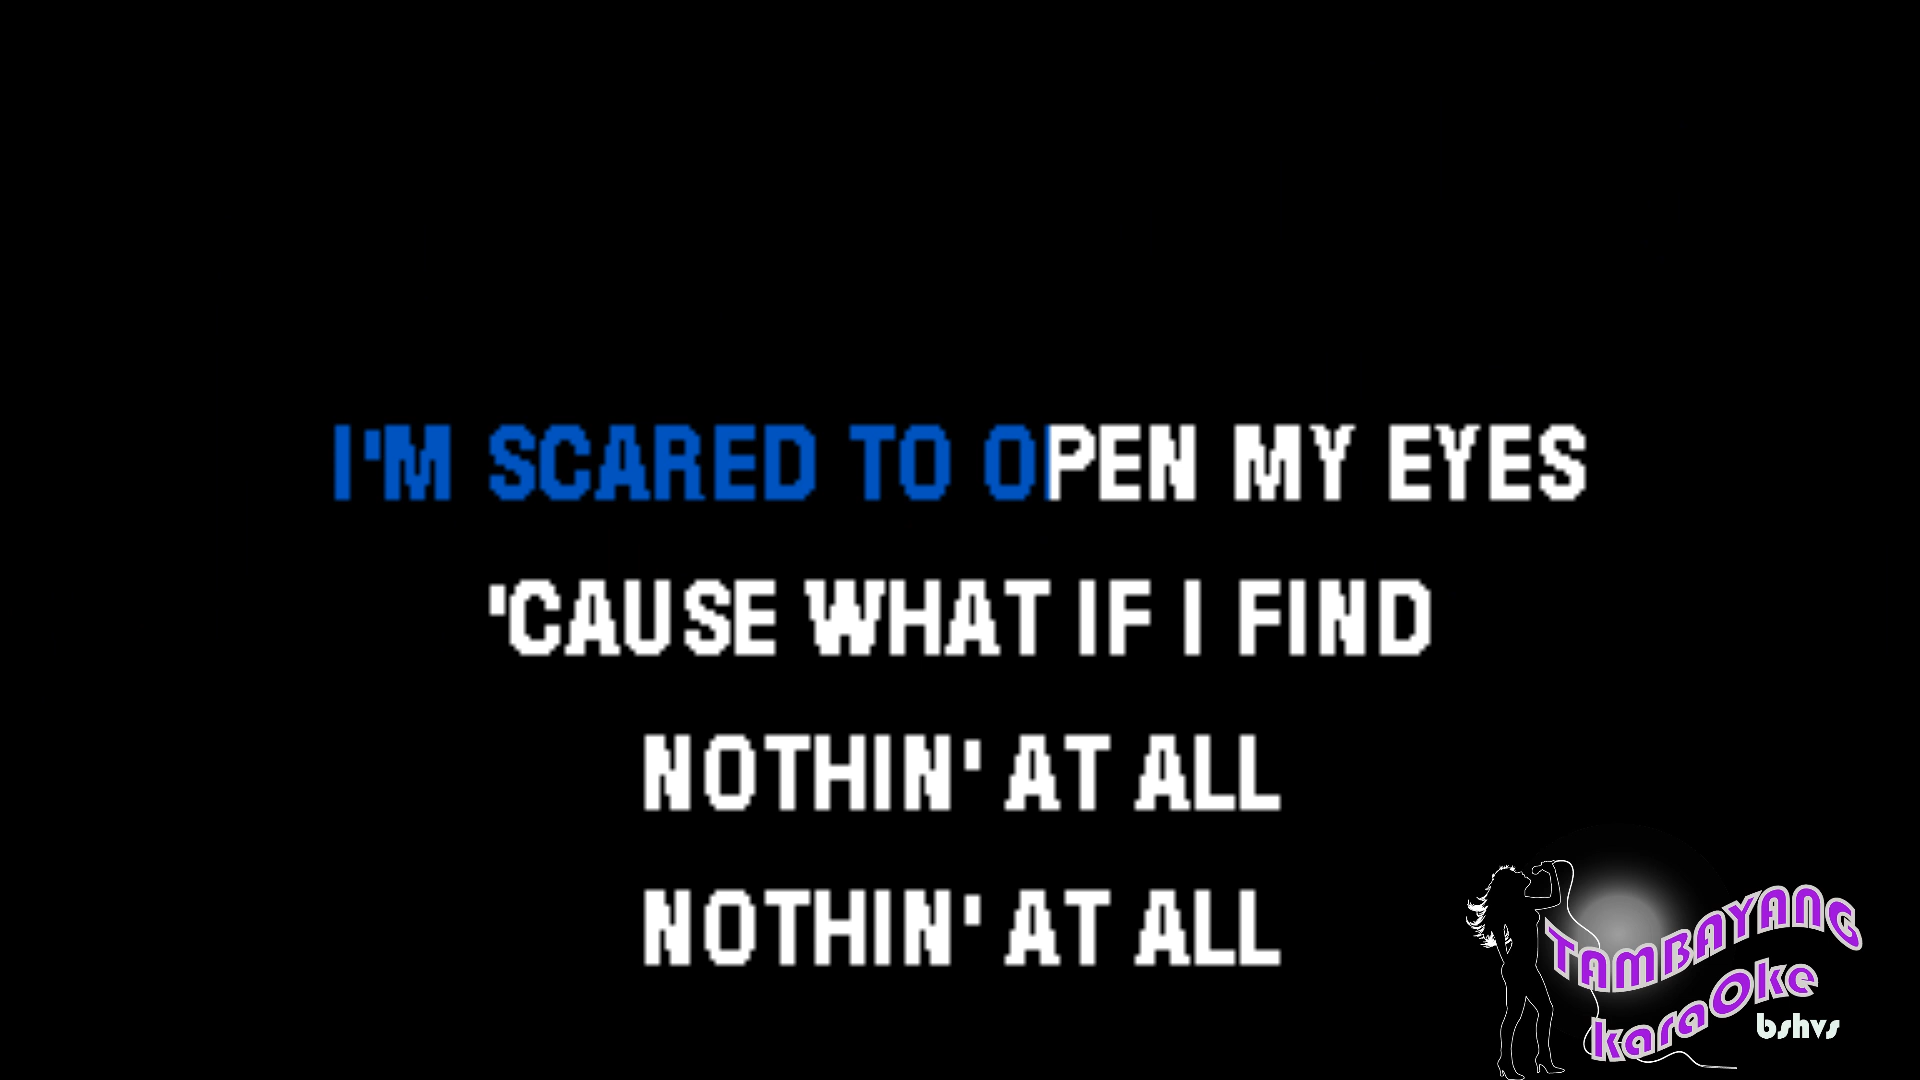 I'M SCARED TO OPEN MY EYES
'CAUSE WHAT IF I FIND
NOTHIN' AT ALL
NOTHIN' AT ALL
TAMBAYANG
karaOke
bshvs